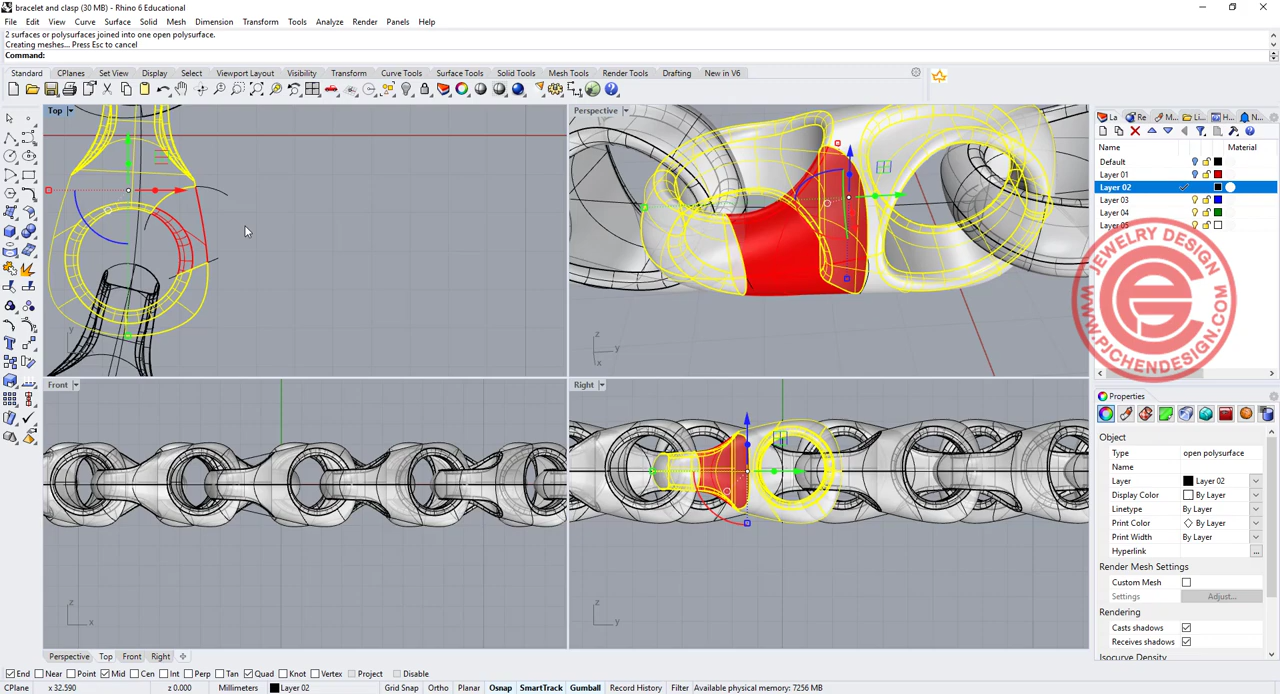 bracelet and clasp (30 MB) - Rhino 6 Educational
File Edit View Curve Surface Solid Mesh Dimension Transform Tools Analyze Render Panels Help
2 surfaces or polysurfaces joined into one open polysurface.
Creating meshes... Press Esc to cancel
Command:
Standard CPlanes Set View Display Select Viewport Layout Visibility Transform Curve Tools Surface Tools Solid Tools Mesh Tools Render Tools Drafting New in V6
Top
Perspective
La Re M... Li... H... N...
Name Material
Default
Layer 01
Layer 02
Layer 03
Layer 04
Layer 05
JEWELRY DESIGN
WWW.PJCHENDESIGN.COM
y
z
y
x
Front
Right
Properties
Object
Type open polysurface
Name
Layer Layer 02
Display Color By Layer
Linetype By Layer
Print Color By Layer
Print Width By Layer
Hyperlink ...
Render Mesh Settings
Custom Mesh
Settings Adjust...
Rendering
Casts shadows
Receives shadows
Isocurve Density
z
x
z
y
Perspective Top Front Right
End Near Point Mid Cen Int Perp Tan Quad Knot Vertex Project Disable
CPlane x 32.590 z 0.000 Millimeters Layer 02 Grid Snap Ortho Planar Osnap SmartTrack Gumball Record History Filter Available physical memory: 7256 MB